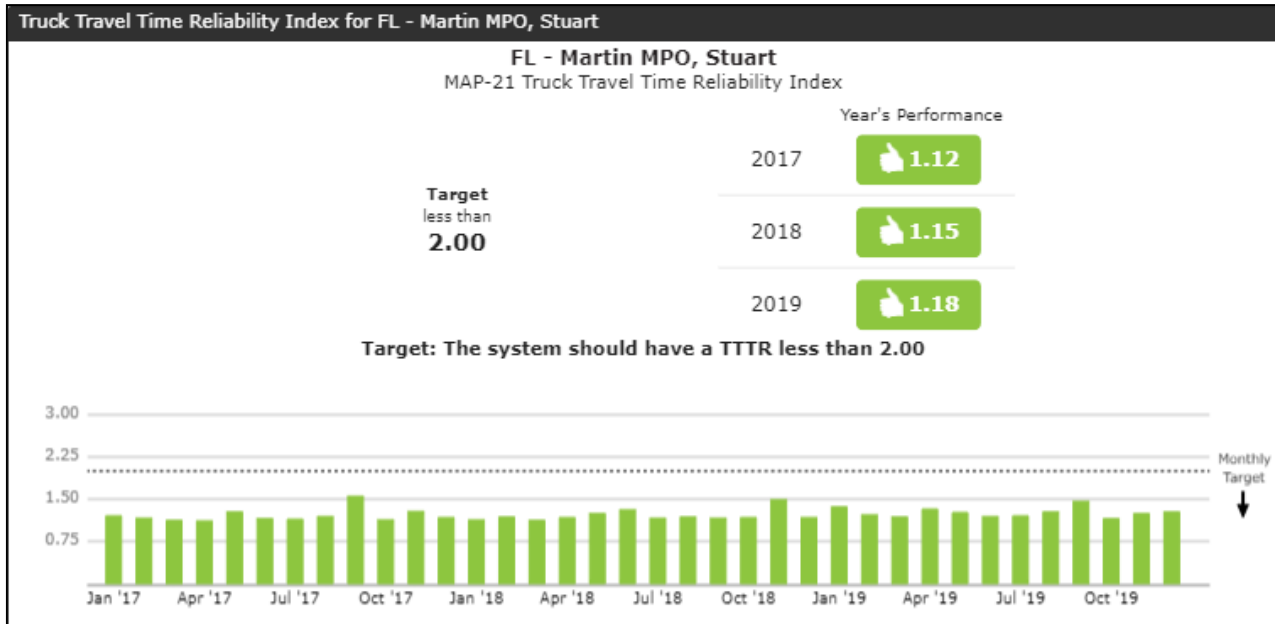 Truck Travel Time Reliability Index for FL - Martin MPO, Stuart
FL - Martin MPO, Stuart
MAP-21 Truck Travel Time Reliability Index
Year's Performance
2017 1.12
Target
less than
2.00
2018 1.15
2019 1.18
Target: The system should have a TTTR less than 2.00
3.00
2.25
Monthly
Target
1.50
0.75
Jan '17 Apr '17 Jul '17 Oct '17 Jan '18 Apr '18 Jul '18 Oct '18 Jan '19 Apr '19 Jul '19 Oct '19